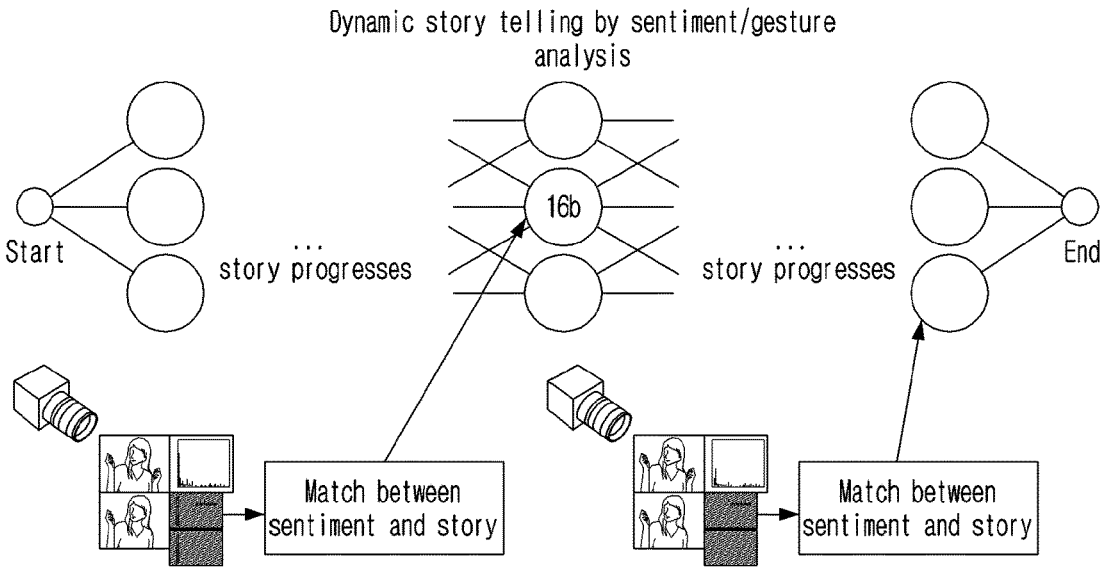 Dynamic story telling by sentiment/gesture
analysis
16b
Start
...
story progresses
...
story progresses
End
Match between
sentiment and story
Match between
sentiment and story